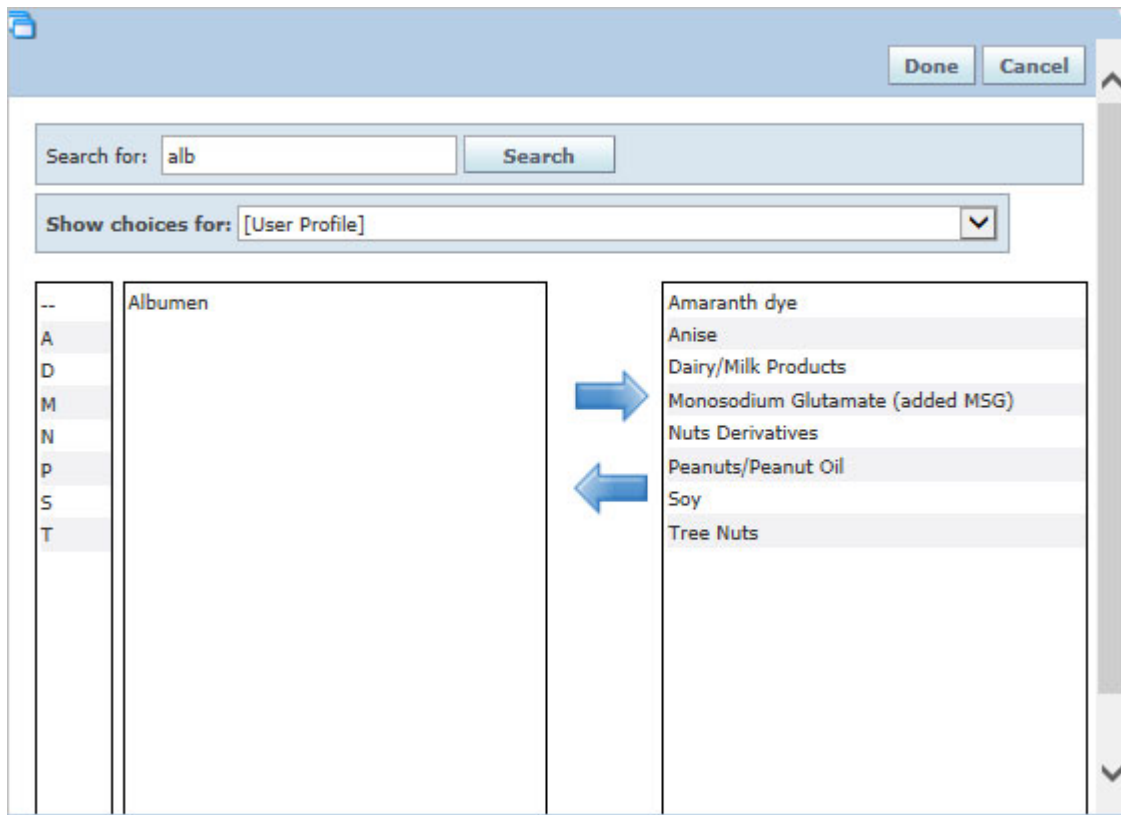 Done Cancel
Search for: alb Search
Show choices for: [User Profile]
--
A
D
M
N
P
S
T
Albumen
Amaranth dye
Anise
Dairy/Milk Products
Monosodium Glutamate (added MSG)
Nuts Derivatives
Peanuts/Peanut Oil
Soy
Tree Nuts